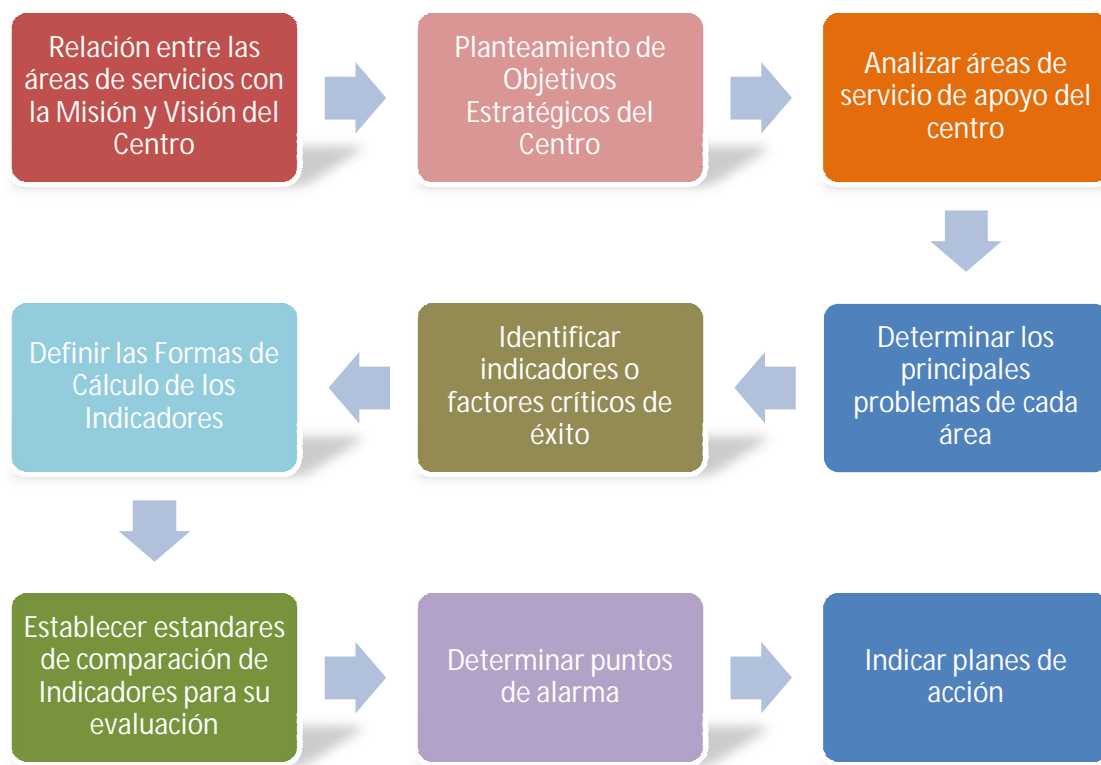 Relación entre las
áreas de servicios con
la Misión y Visión del
Centro
Planteamiento de
Objetivos
Estratégicos del
Centro
Analizar áreas de
servicio de apoyo del
centro
Determinar los
principales
problemas de cada
área
Identificar
indicadores o
factores críticos de
éxito
Definir las Formas de
Cálculo de los
Indicadores
Establecer estandares
de comparación de
Indicadores para su
evaluación
Determinar puntos
de alarma
Indicar planes de
acción